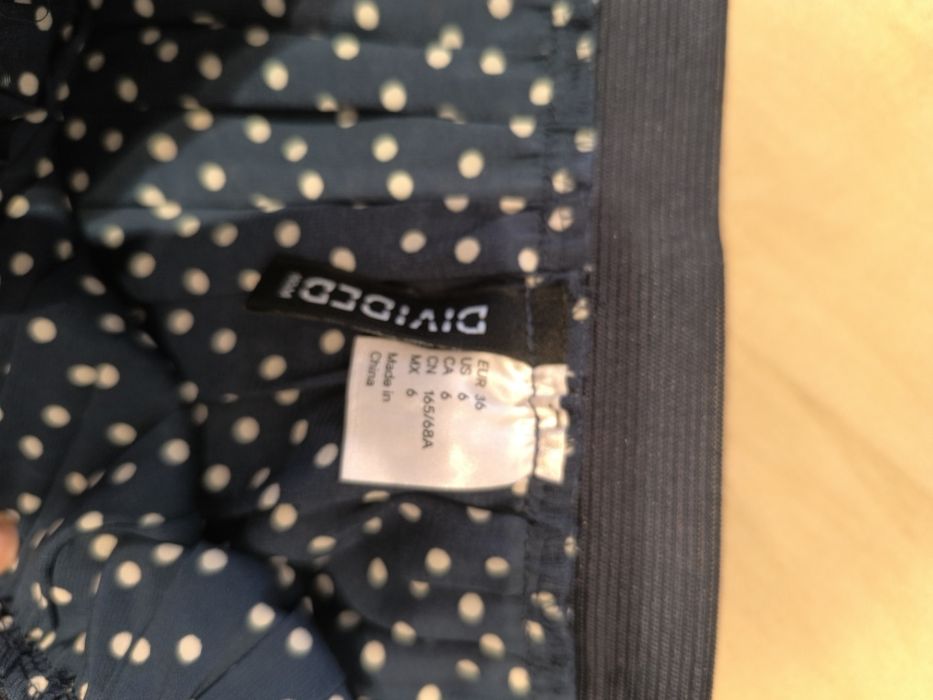 DIVIDED
H&M
EUR 36
US 6
CA 6
CN 165/68A
MX 6
Made in
China